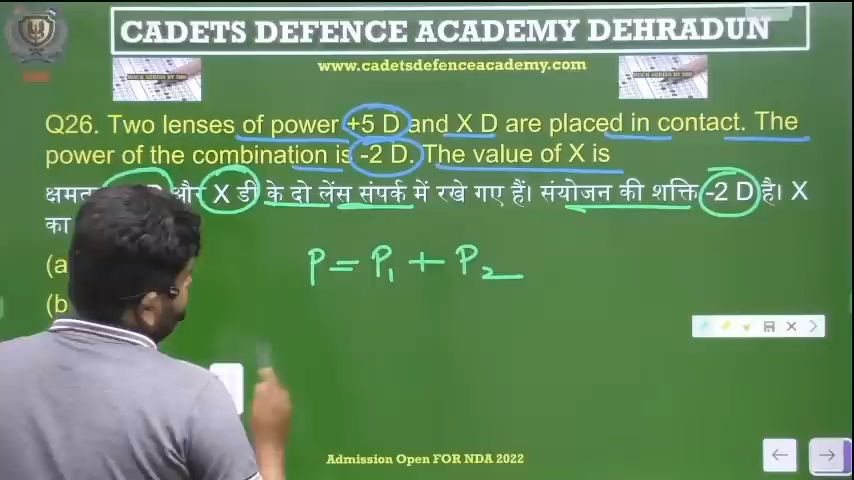 CADETS DEFENCE ACADEMY DEHRADUN
www.cadetsdefenceacademy.com
Q26. Two lenses of power +5 D and X D are placed in contact. The
power of the combination is -2 D. The value of X is
और X डी के दो लेंस संपर्क में रखे गए हैं। संयोजन की शक्ति -2 D है। X
का
(a
(b
P = P₁ + P₂
Admission Open FOR NDA 2022